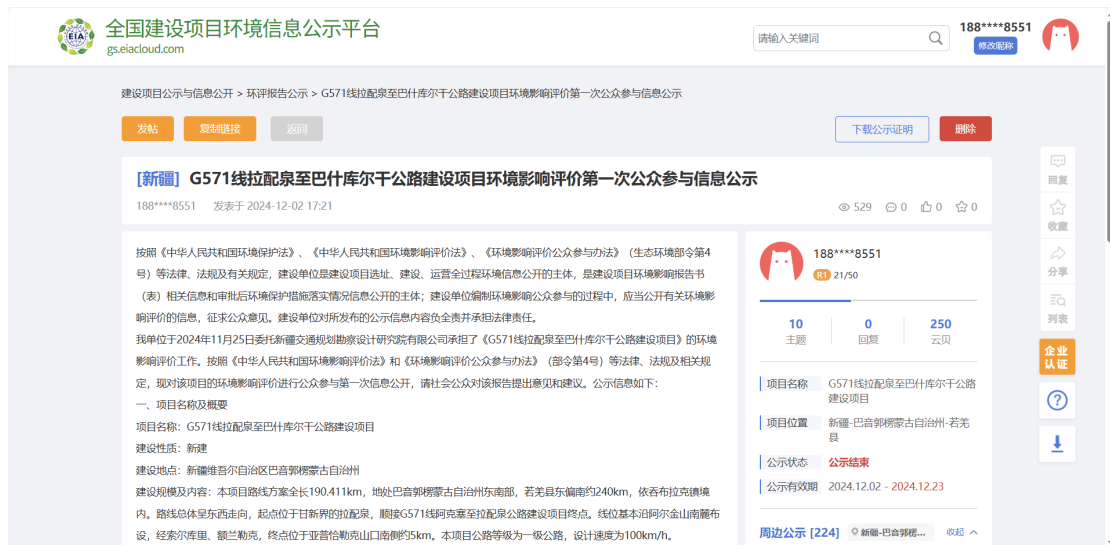 全国建设项目环境信息公示平台
gs.eiacloud.com
请输入关键词
188****8551
修改昵称
建设项目公示与信息公开 > 环评报告公示 > G571线拉配泉至巴什库尔干公路建设项目环境影响评价第一次公众参与信息公示
发帖
复制链接
返回
下载公示证明
删除
[新疆] G571线拉配泉至巴什库尔干公路建设项目环境影响评价第一次公众参与信息公示
188****8551 发表于 2024-12-02 17:21
529 0 0 0
按照《中华人民共和国环境保护法》、《中华人民共和国环境影响评价法》、《环境影响评价公众参与办法》（生态环境部令第4
号）等法律、法规及有关规定，建设单位是建设项目选址、建设、运营全过程环境信息公开的主体，是建设项目环境影响报告书
（表）相关信息和审批后环境保护措施落实情况信息公开的主体；建设单位编制环境影响公众参与的过程中，应当公开有关环境影
响评价的信息，征求公众意见。建设单位对所发布的公示信息内容负全责并承担法律责任。
我单位于2024年11月25日委托新疆交通规划勘察设计研究院有限公司承担了《G571线拉配泉至巴什库尔干公路建设项目》的环境
影响评价工作。按照《中华人民共和国环境影响评价法》和《环境影响评价公众参与办法》（部令第4号）等法律、法规及相关规
定，现对该项目的环境影响评价进行公众参与第一次信息公开，请社会公众对该报告提出意见和建议。公示信息如下：
一、项目名称及概要
项目名称：G571线拉配泉至巴什库尔干公路建设项目
建设性质：新建
建设地点：新疆维吾尔自治区巴音郭楞蒙古自治州
建设规模及内容：本项目路线方案全长190.411km，地处巴音郭楞蒙古自治州东南部，若羌县东偏南约240km，依吞布拉克镇境
内。路线总体呈东西走向，起点位于甘新界的拉配泉，顺接G571线阿克塞至拉配泉公路建设项目终点。线位基本沿阿尔金山南麓布
设，经索尔库里、额兰勒克，终点位于亚普恰勒克山口南侧约5km。本项目公路等级为一级公路，设计速度为100km/h。
188****8551
R1 21/50
10 0 250
主题 回复 云贝
项目名称 G571线拉配泉至巴什库尔干公路
建设项目
项目位置 新疆-巴音郭楞蒙古自治州-若羌
县
公示状态 公示结束
公示有效期 2024.12.02 - 2024.12.23
周边公示 [224] 新疆-巴音郭楞... 收起
回复
收藏
分享
列表
企业
认证